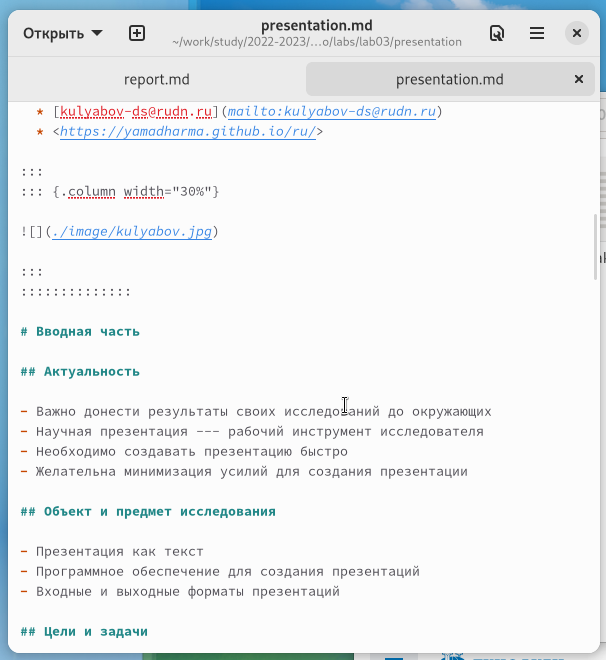 Открыть
presentation.md
~/work/study/2022-2023/…o/labs/lab03/presentation
report.md
presentation.md
* [kulyabov-ds@rudn.ru](mailto:kulyabov-ds@rudn.ru)
* <https://yamadharma.github.io/ru/>
:::
::: {.column width="30%"}
![](./image/kulyabov.jpg)
:::
::::::::::::::
# Вводная часть
## Актуальность
- Важно донести результаты своих исследований до окружающих
- Научная презентация --- рабочий инструмент исследователя
- Необходимо создавать презентацию быстро
- Желательна минимизация усилий для создания презентации
## Объект и предмет исследования
- Презентация как текст
- Программное обеспечение для создания презентаций
- Входные и выходные форматы презентаций
## Цели и задачи